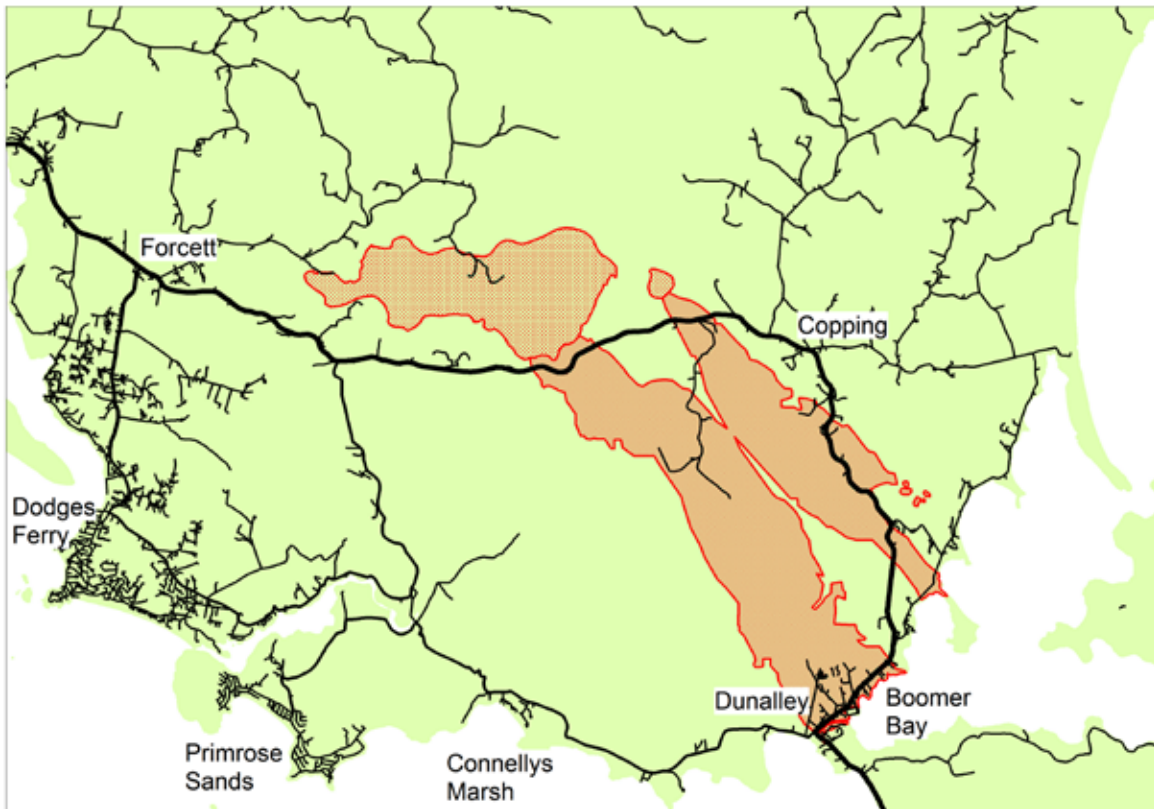 Forcett
Copping
Dodges
Ferry
Dunalley
Boomer
Bay
Primrose
Sands
Connellys
Marsh